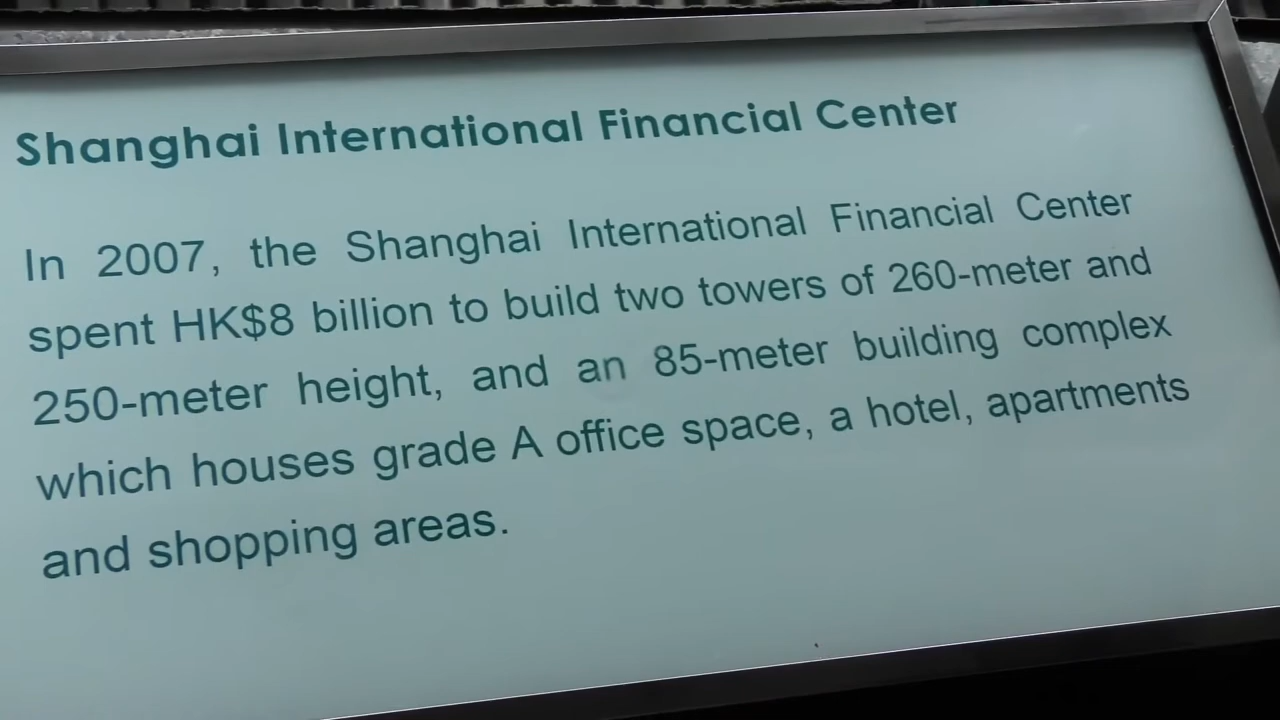 Shanghai International Financial Center
In 2007, the Shanghai International Financial Center
spent HK$8 billion to build two towers of 260-meter and
250-meter height, and an 85-meter building complex
which houses grade A office space, a hotel, apartments
and shopping areas.